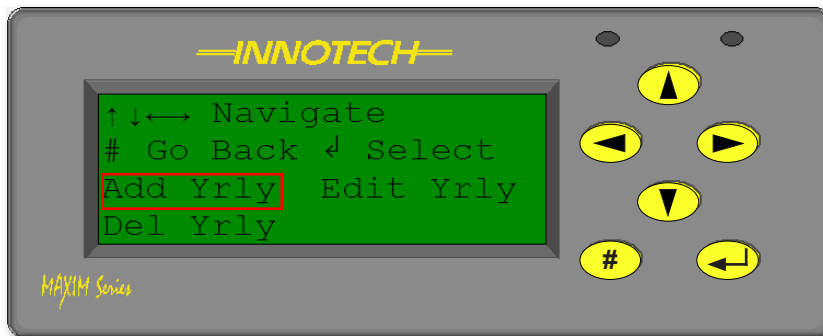 INNOTECH
↑ ↓←→ Navigate
# Go Back ↲ Select
Add Yrly Edit Yrly
Del Yrly
#
MAXIM Series